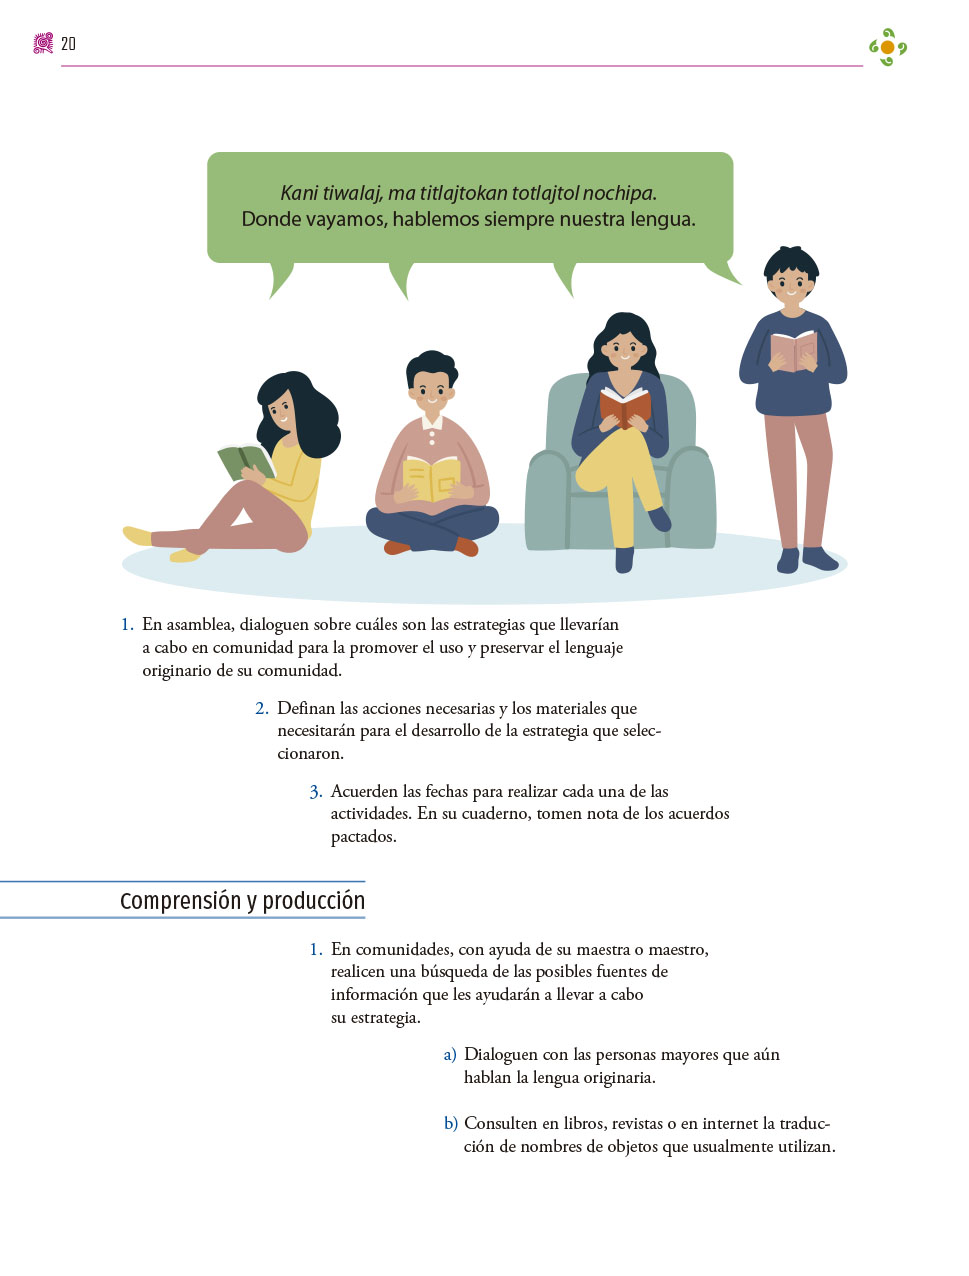 20
Kani tiwalaj, ma titlajtokan totlajtol nochipa.
Donde vayamos, hablemos siempre nuestra lengua.
1. En asamblea, dialoguen sobre cuáles son las estrategias que llevarían
a cabo en comunidad para la promover el uso y preservar el lenguaje
originario de su comunidad.
2. Definan las acciones necesarias y los materiales que
necesitarán para el desarrollo de la estrategia que selec-
cionaron.
3. Acuerden las fechas para realizar cada una de las
actividades. En su cuaderno, tomen nota de los acuerdos
pactados.
Comprensión y producción
1. En comunidades, con ayuda de su maestra o maestro,
realicen una búsqueda de las posibles fuentes de
información que les ayudarán a llevar a cabo
su estrategia.
a) Dialoguen con las personas mayores que aún
hablan la lengua originaria.
b) Consulten en libros, revistas o en internet la traduc-
ción de nombres de objetos que usualmente utilizan.